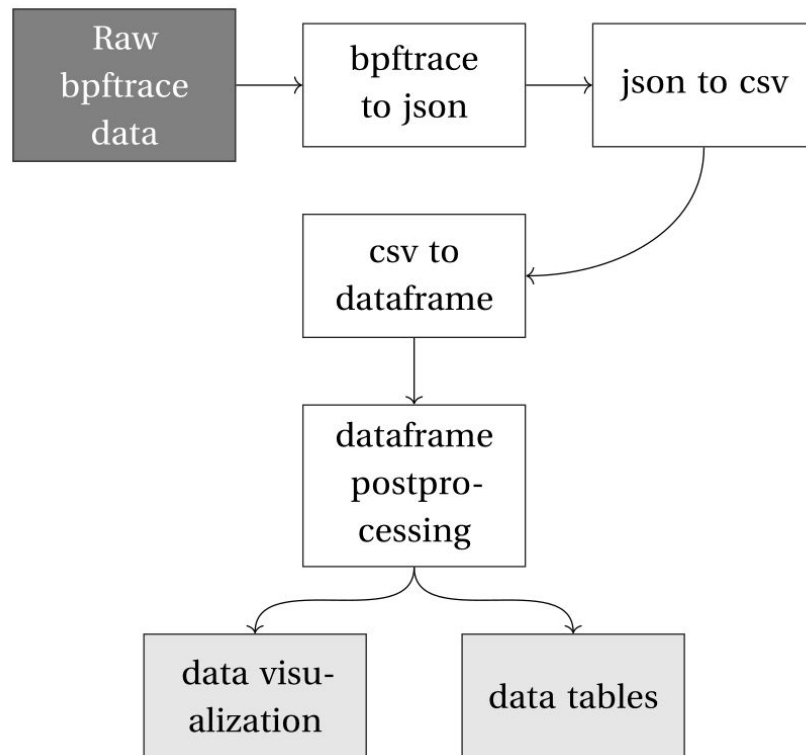 Raw
bpftrace
data
bpftrace
to json
json to csv
csv to
dataframe
dataframe
postpro-
cessing
data visu-
alization
data tables